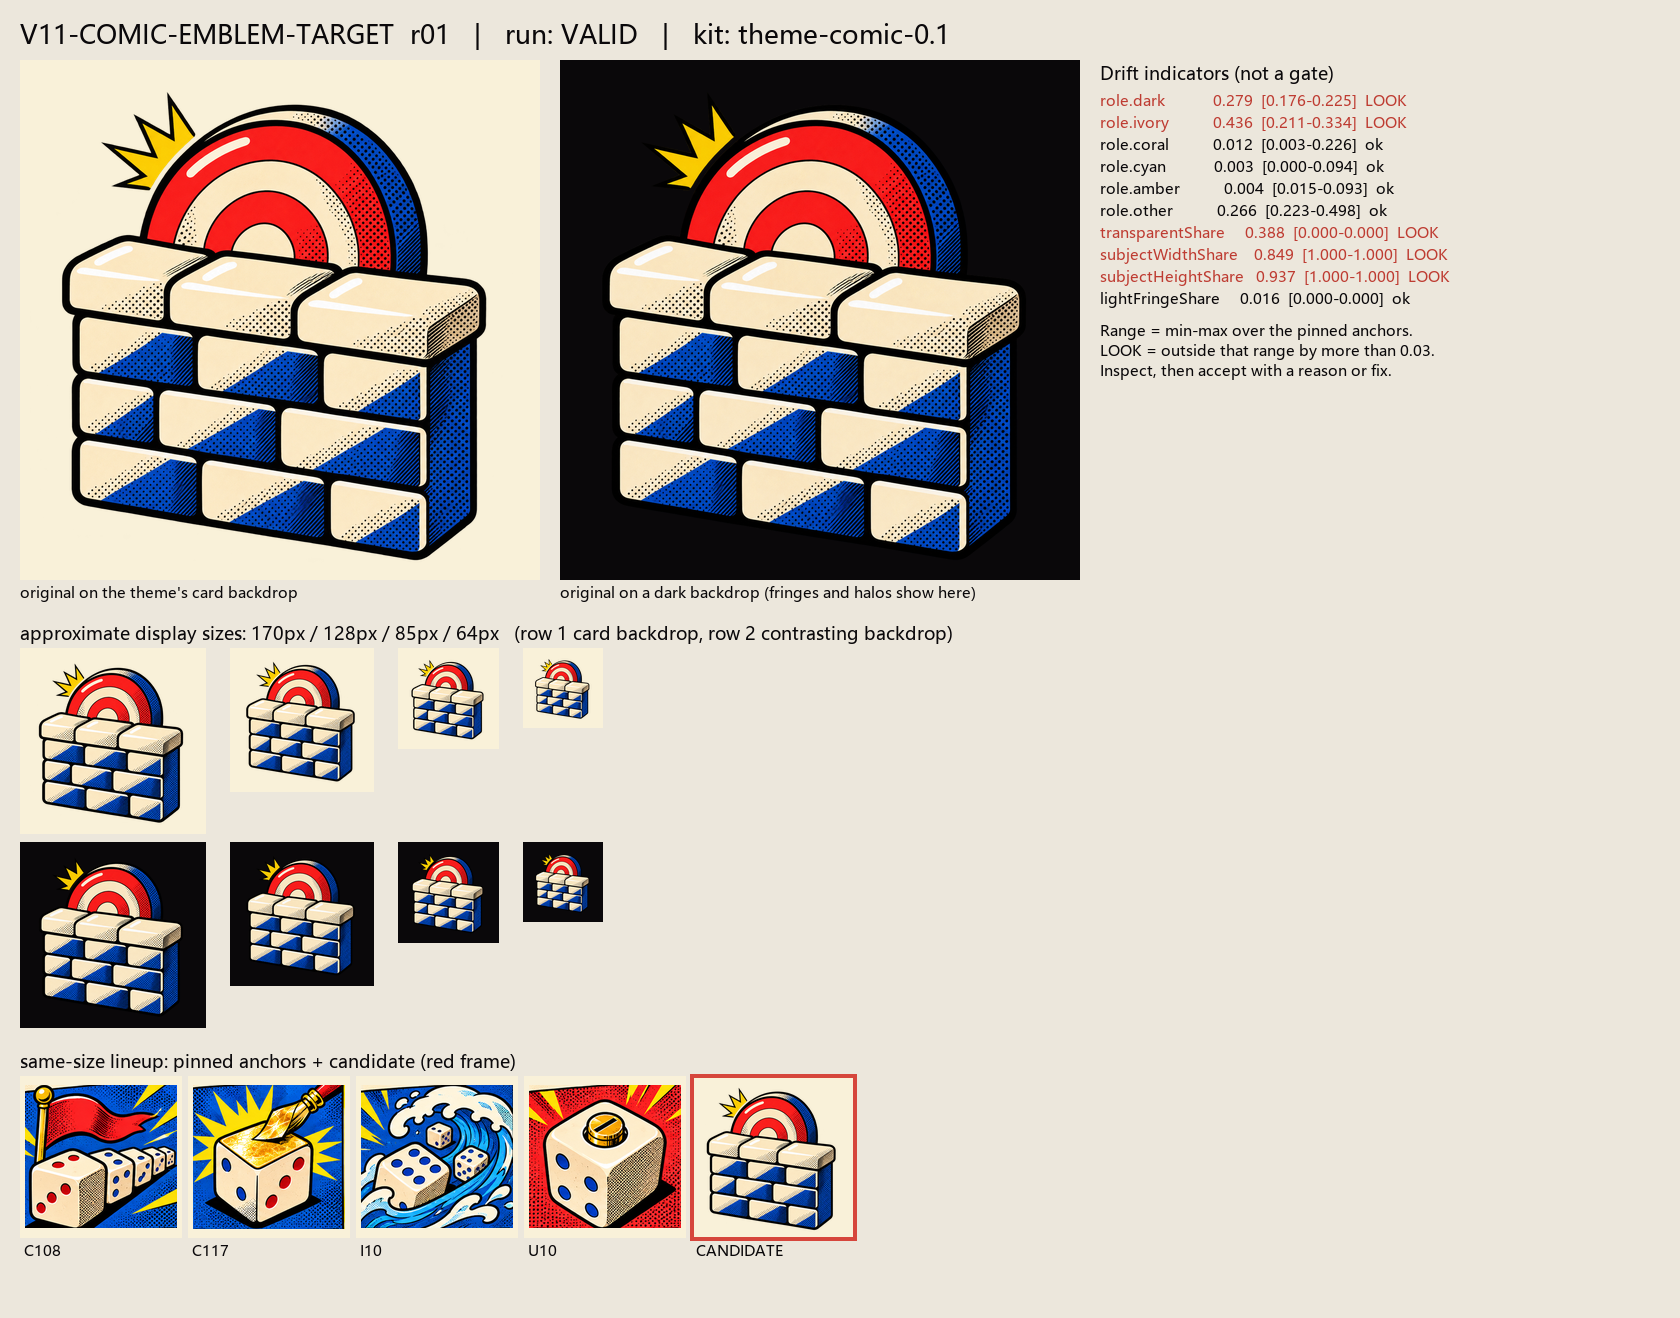 V11-COMIC-EMBLEM-TARGET r01 | run: VALID | kit: theme-comic-0.1
original on the theme's card backdrop
original on a dark backdrop (fringes and halos show here)
Drift indicators (not a gate)
role.dark 0.279 [0.176-0.225] LOOK
role.ivory 0.436 [0.211-0.334] LOOK
role.coral 0.012 [0.003-0.226] ok
role.cyan 0.003 [0.000-0.094] ok
role.amber 0.004 [0.015-0.093] ok
role.other 0.266 [0.223-0.498] ok
transparentShare 0.388 [0.000-0.000] LOOK
subjectWidthShare 0.849 [1.000-1.000] LOOK
subjectHeightShare 0.937 [1.000-1.000] LOOK
lightFringeShare 0.016 [0.000-0.000] ok
Range = min-max over the pinned anchors.
LOOK = outside that range by more than 0.03.
Inspect, then accept with a reason or fix.
approximate display sizes: 170px / 128px / 85px / 64px (row 1 card backdrop, row 2 contrasting backdrop)
same-size lineup: pinned anchors + candidate (red frame)
C108
C117
I10
U10
CANDIDATE